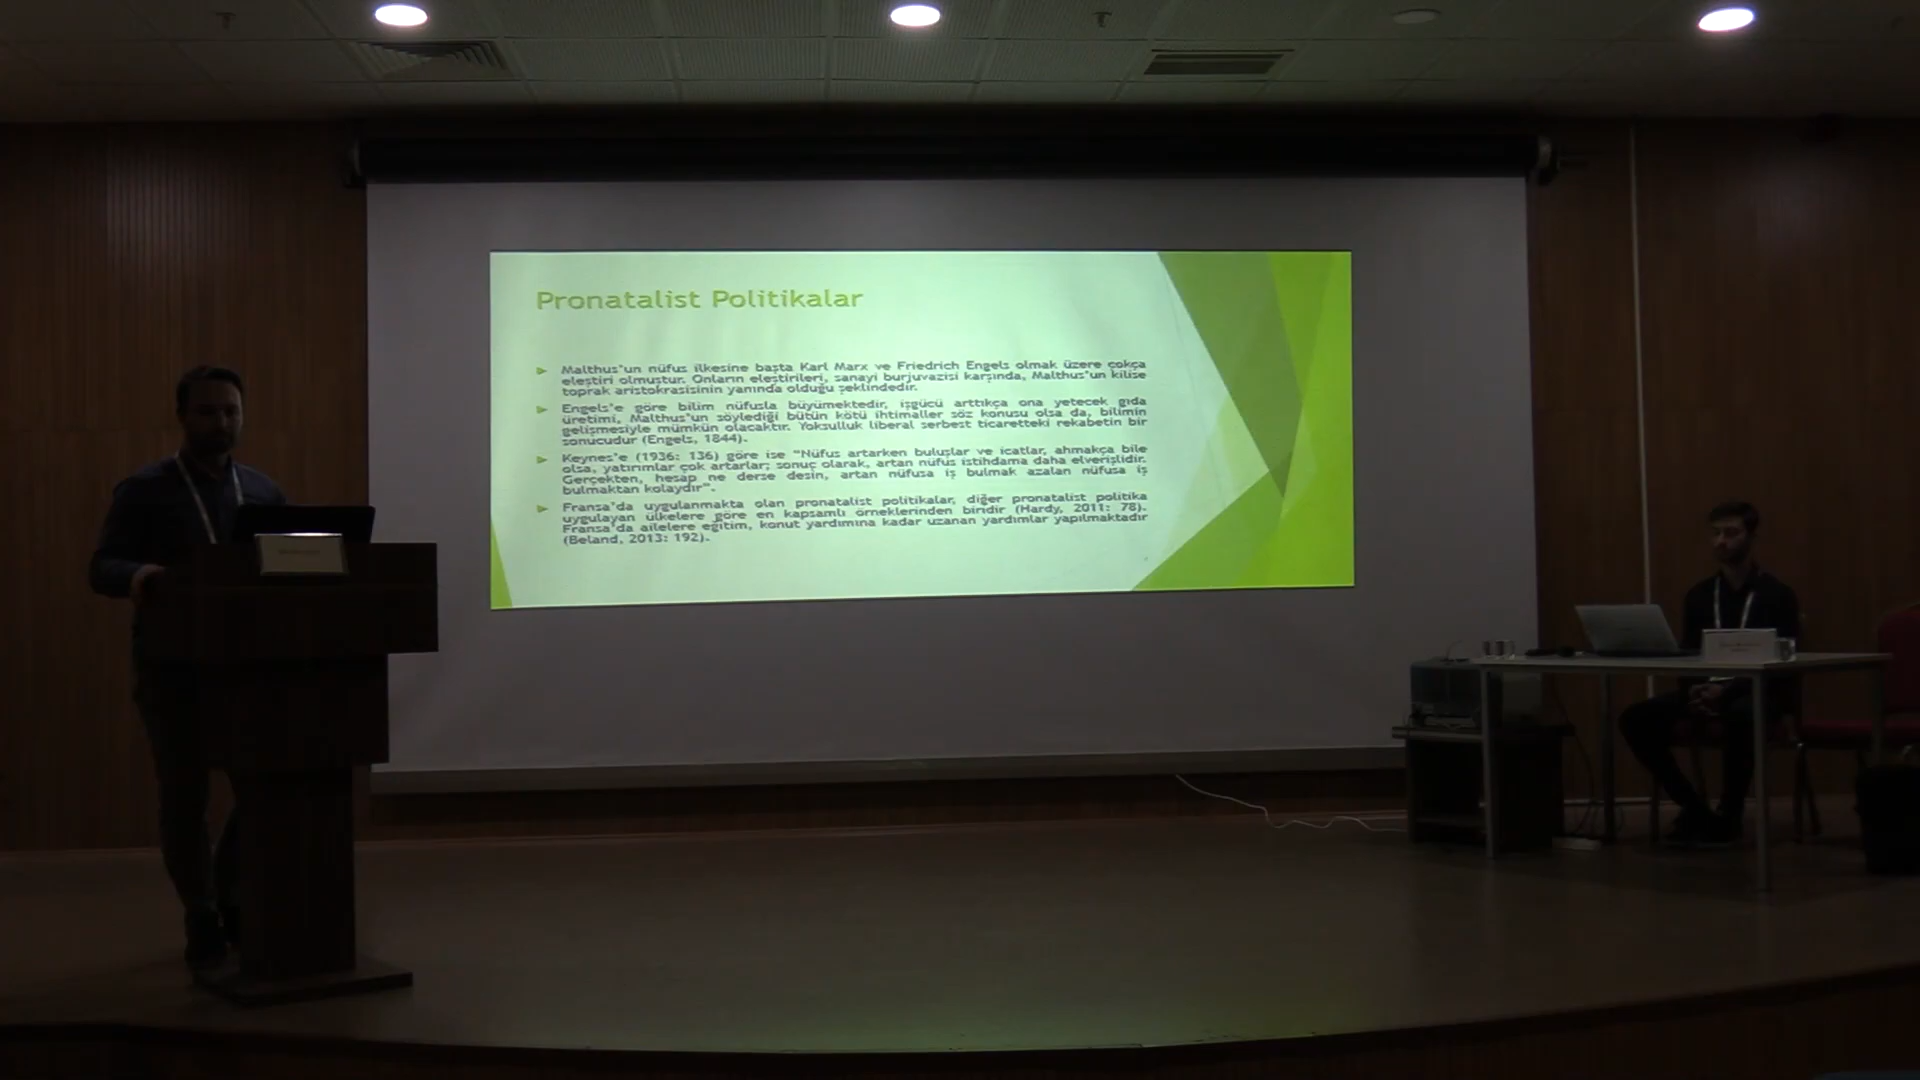 Pronatalist Politikalar
Malthus'un nüfus ilkesine başta Karl Marx ve Friedrich Engels olmak üzere çokça
eleştiri olmuştur. Onların eleştirileri, sanayi burjuvazisi karşında, Malthus'un kilise
toprak aristokrasisinin yanında olduğu şeklindedir.
Engels'e göre bilim nüfusla büyümektedir, işgücü arttıkça ona yetecek gıda
üretimi, Malthus'un söylediği bütün kötü ihtimaller söz konusu olsa da, bilimin
gelişmesiyle mümkün olacaktır. Yoksulluk liberal serbest ticaretteki rekabetin bir
sonucudur (Engels, 1844).
Keynes'e (1936: 136) göre ise "Nüfus artarken buluşlar ve icatlar, ahmakça bile
olsa, yatırımlar çok artarlar; sonuç olarak, artan nüfus istihdama daha elverişlidir.
Gerçekten, hesap ne derse desin, artan nüfusa iş bulmak azalan nüfusa iş
bulmaktan kolaydır".
Fransa'da uygulanmakta olan pronatalist politikalar, diğer pronatalist politika
uygulayan ülkelere göre en kapsamlı örneklerinden biridir (Hardy, 2011: 78).
Fransa'da ailelere eğitim, konut yardımına kadar uzanan yardımlar yapılmaktadır
(Beland, 2013: 192).